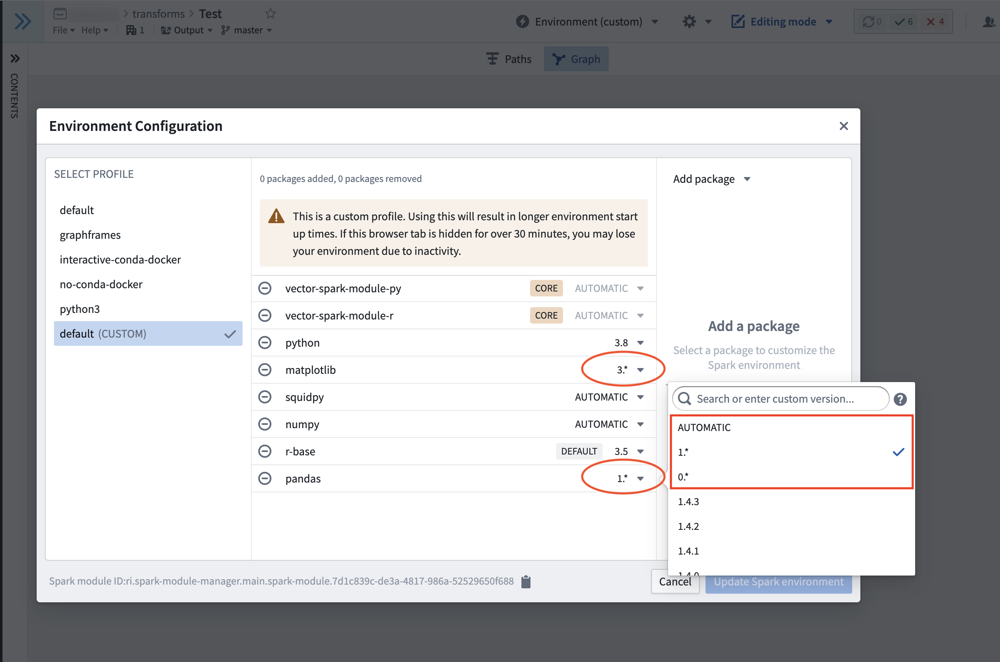 transforms > Test
File Help 1 Output master
Environment (custom)
Editing mode
0 6 4
Paths Graph
CONTENTS
Environment Configuration
SELECT PROFILE
default
graphframes
interactive-conda-docker
no-conda-docker
python3
default (CUSTOM)
0 packages added, 0 packages removed
This is a custom profile. Using this will result in longer environment start
up times. If this browser tab is hidden for over 30 minutes, you may lose
your environment due to inactivity.
vector-spark-module-py CORE AUTOMATIC
vector-spark-module-r CORE AUTOMATIC
python 3.8
matplotlib 3.*
squidpy AUTOMATIC
numpy AUTOMATIC
r-base DEFAULT 3.5
pandas 1.*
Add package
Add a package
Select a package to customize the
Spark environment
Search or enter custom version...
AUTOMATIC
1.*
0.*
1.4.3
1.4.2
1.4.1
1.4.0
Spark module ID:ri.spark-module-manager.main.spark-module.7d1c839c-de3a-4817-986a-52529650f688
Cancel
Update Spark environment